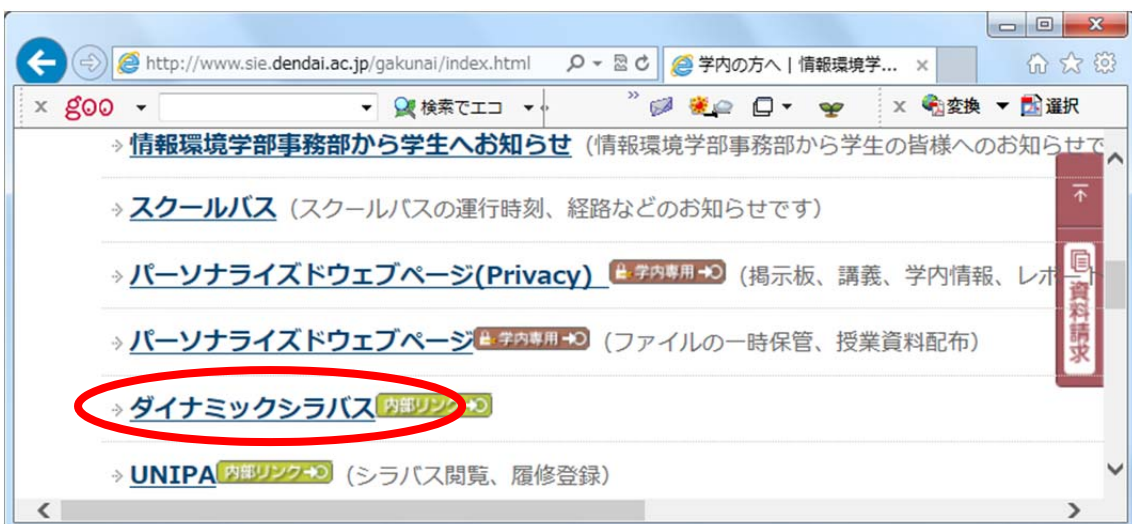 http://www.sie.dendai.ac.jp/gakunai/index.html
学内の方へ | 情報環境学...
goo
検索でエコ
変換
選択
情報環境学部事務部から学生へお知らせ (情報環境学部事務部から学生の皆様へのお知らせで
スクールバス (スクールバスの運行時刻、経路などのお知らせです)
パーソナライズドウェブページ(Privacy) 学内専用 (掲示板、講義、学内情報、レポート
パーソナライズドウェブページ 学内専用 (ファイルの一時保管、授業資料配布)
ダイナミックシラバス 内部リンク
UNIPA 内部リンク (シラバス閲覧、履修登録)
資料請求